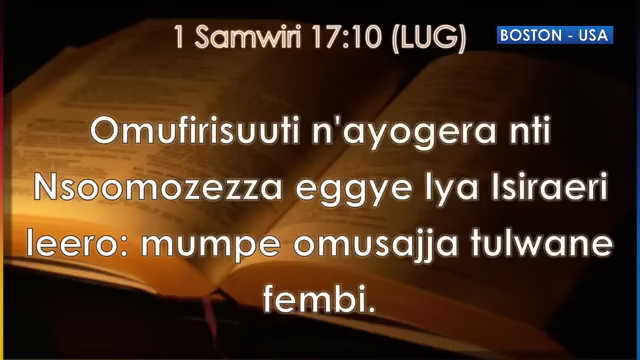 1 Samwiri 17:10 (LUG)
BOSTON - USA
Omufirisuuti n'ayogera nti
Nsoomozezza eggye lya Isiraeri
leero: mumpe omusajja tulwane
fembi.